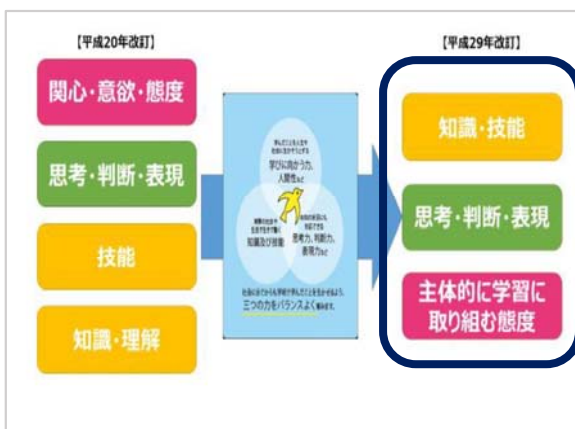 【平成20年改訂】
関心・意欲・態度
思考・判断・表現
技能
知識・理解
学びに向かう力、
人間性など
知識及び技能
思考力、判断力、
表現力など
三つの力をバランスよく
【平成29年改訂】
知識・技能
思考・判断・表現
主体的に学習に
取り組む態度